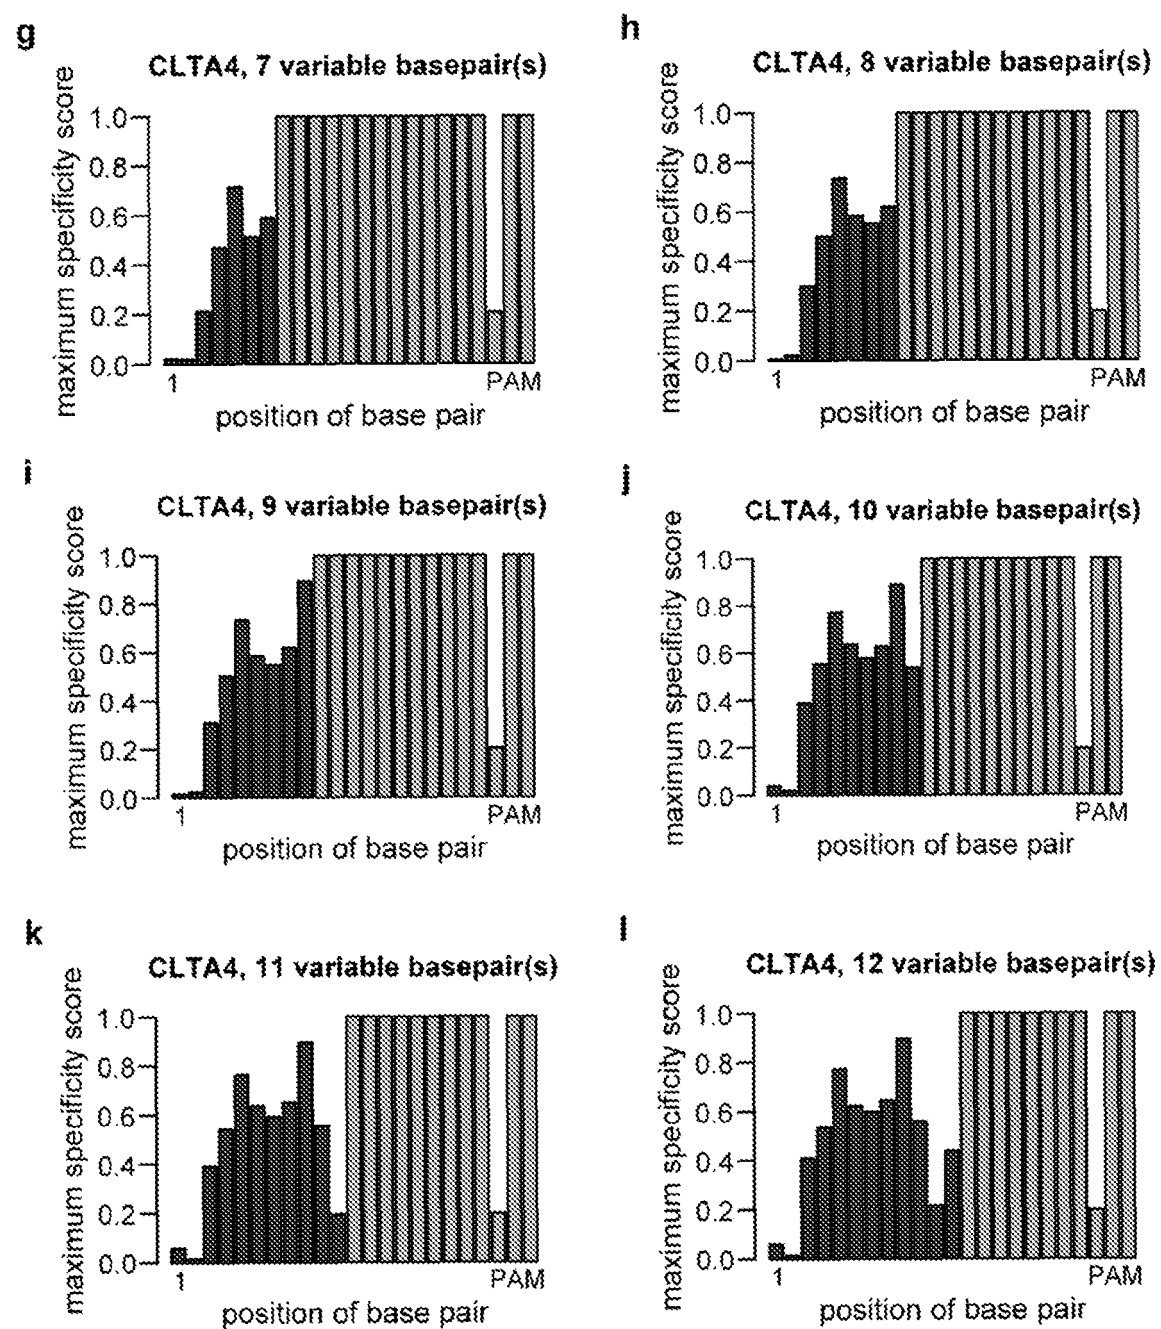 g
CLTA4, 7 variable basepair(s)
maximum specificity score
1.0
0.8
0.6
0.4
0.2
0.0
1
PAM
position of base pair
h
CLTA4, 8 variable basepair(s)
maximum specificity score
1.0
0.8
0.6
0.4
0.2
0.0
1
PAM
position of base pair
i
CLTA4, 9 variable basepair(s)
maximum specificity score
1.0
0.8
0.6
0.4
0.2
0.0
1
PAM
position of base pair
j
CLTA4, 10 variable basepair(s)
maximum specificity score
1.0
0.8
0.6
0.4
0.2
0.0
1
PAM
position of base pair
k
CLTA4, 11 variable basepair(s)
maximum specificity score
1.0
0.8
0.6
0.4
0.2
0.0
1
PAM
position of base pair
l
CLTA4, 12 variable basepair(s)
maximum specificity score
1.0
0.8
0.6
0.4
0.2
0.0
1
PAM
position of base pair